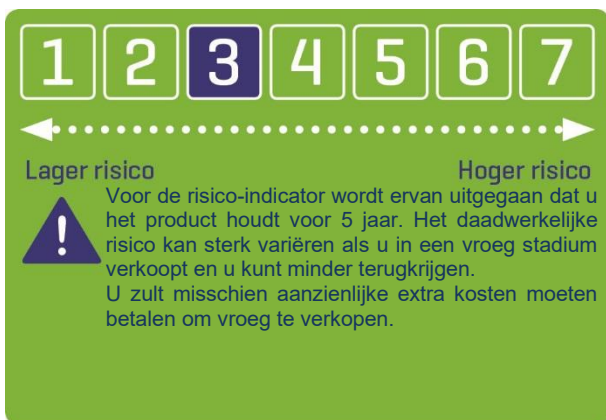 1 2 3 4 5 6 7
Lager risico Hoger risico
Voor de risico-indicator wordt ervan uitgegaan dat u
het product houdt voor 5 jaar. Het daadwerkelijke
risico kan sterk variëren als u in een vroeg stadium
verkoopt en u kunt minder terugkrijgen.
U zult misschien aanzienlijke extra kosten moeten
betalen om vroeg te verkopen.